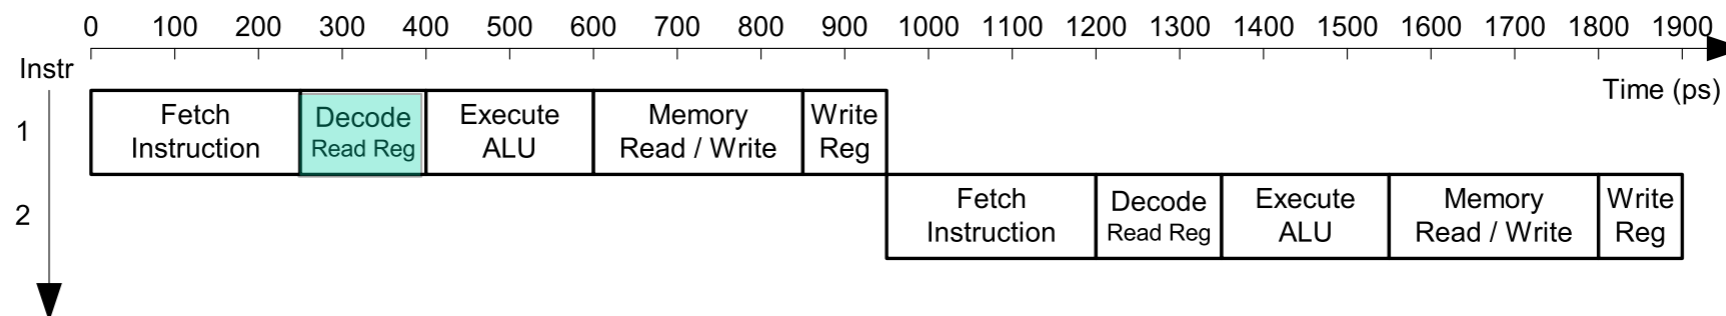 0 100 200 300 400 500 600 700 800 900 1000 1100 1200 1300 1400 1500 1600 1700 1800 1900
Instr
Time (ps)
1
Fetch
Instruction
Decode
Read Reg
Execute
ALU
Memory
Read / Write
Write
Reg
2
Fetch
Instruction
Decode
Read Reg
Execute
ALU
Memory
Read / Write
Write
Reg